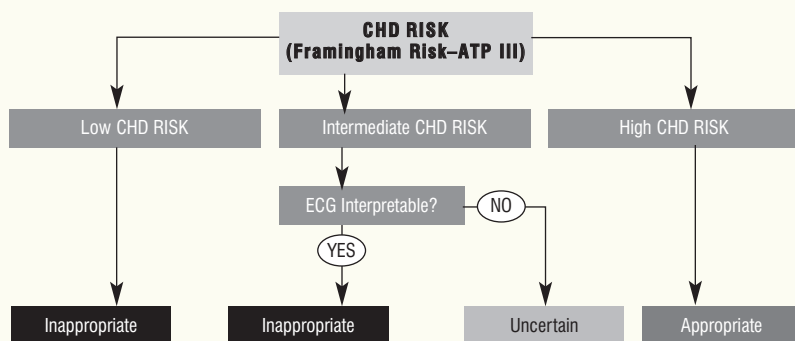 CHD RISK
(Framingham Risk–ATP III)
Low CHD RISK
Intermediate CHD RISK
High CHD RISK
ECG Interpretable?
NO
YES
Inappropriate
Inappropriate
Uncertain
Appropriate